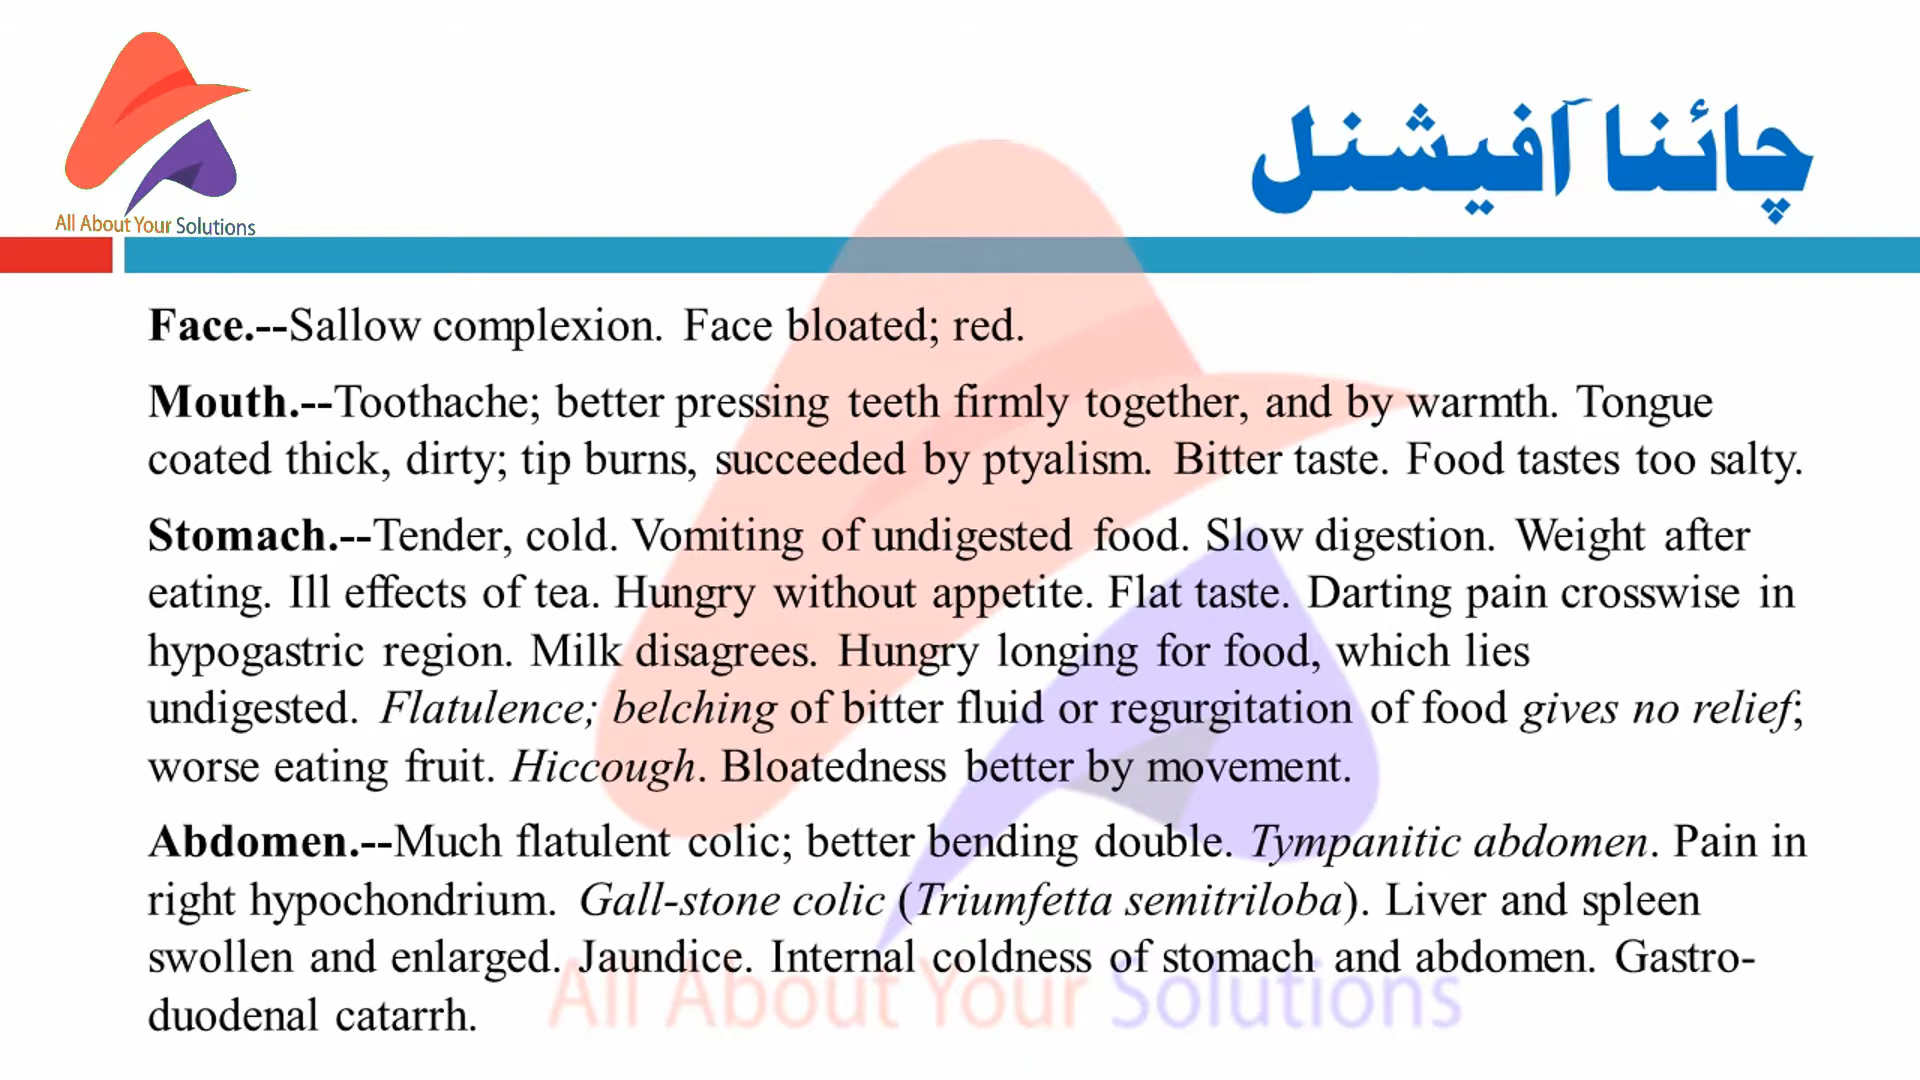 All About Your Solutions
چائنا آفیشنل
Face.--Sallow complexion. Face bloated; red.
Mouth.--Toothache; better pressing teeth firmly together, and by warmth. Tongue
coated thick, dirty; tip burns, succeeded by ptyalism. Bitter taste. Food tastes too salty.
Stomach.--Tender, cold. Vomiting of undigested food. Slow digestion. Weight after
eating. Ill effects of tea. Hungry without appetite. Flat taste. Darting pain crosswise in
hypogastric region. Milk disagrees. Hungry longing for food, which lies
undigested. Flatulence; belching of bitter fluid or regurgitation of food gives no relief;
worse eating fruit. Hiccough. Bloatedness better by movement.
Abdomen.--Much flatulent colic; better bending double. Tympanitic abdomen. Pain in
right hypochondrium. Gall-stone colic (Triumfetta semitriloba). Liver and spleen
swollen and enlarged. Jaundice. Internal coldness of stomach and abdomen. Gastro-
duodenal catarrh.
All About Your Solutions